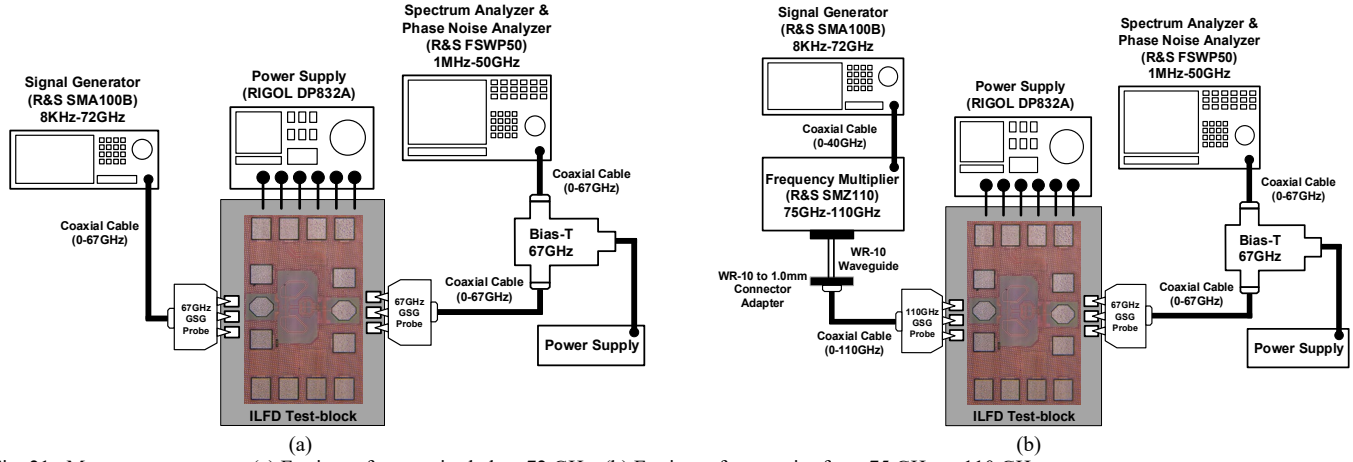 Signal Generator
(R&S SMA100B)
8KHz-72GHz
Power Supply
(RIGOL DP832A)
Spectrum Analyzer &
Phase Noise Analyzer
(R&S FSWP50)
1MHz-50GHz
Coaxial Cable
(0-67GHz)
Coaxial Cable
(0-67GHz)
Bias-T
67GHz
Coaxial Cable
(0-67GHz)
67GHz
GSG
Probe
67GHz
GSG
Probe
Power Supply
ILFD Test-block
(a)
Signal Generator
(R&S SMA100B)
8KHz-72GHz
Spectrum Analyzer &
Phase Noise Analyzer
(R&S FSWP50)
1MHz-50GHz
Power Supply
(RIGOL DP832A)
Coaxial Cable
(0-40GHz)
Frequency Multiplier
(R&S SMZ110)
75GHz-110GHz
Coaxial Cable
(0-67GHz)
Bias-T
67GHz
WR-10
Waveguide
WR-10 to 1.0mm
Connector
Adapter
Coaxial Cable
(0-67GHz)
110GHz
GSG
Probe
67GHz
GSG
Probe
Coaxial Cable
(0-110GHz)
Power Supply
ILFD Test-block
(b)